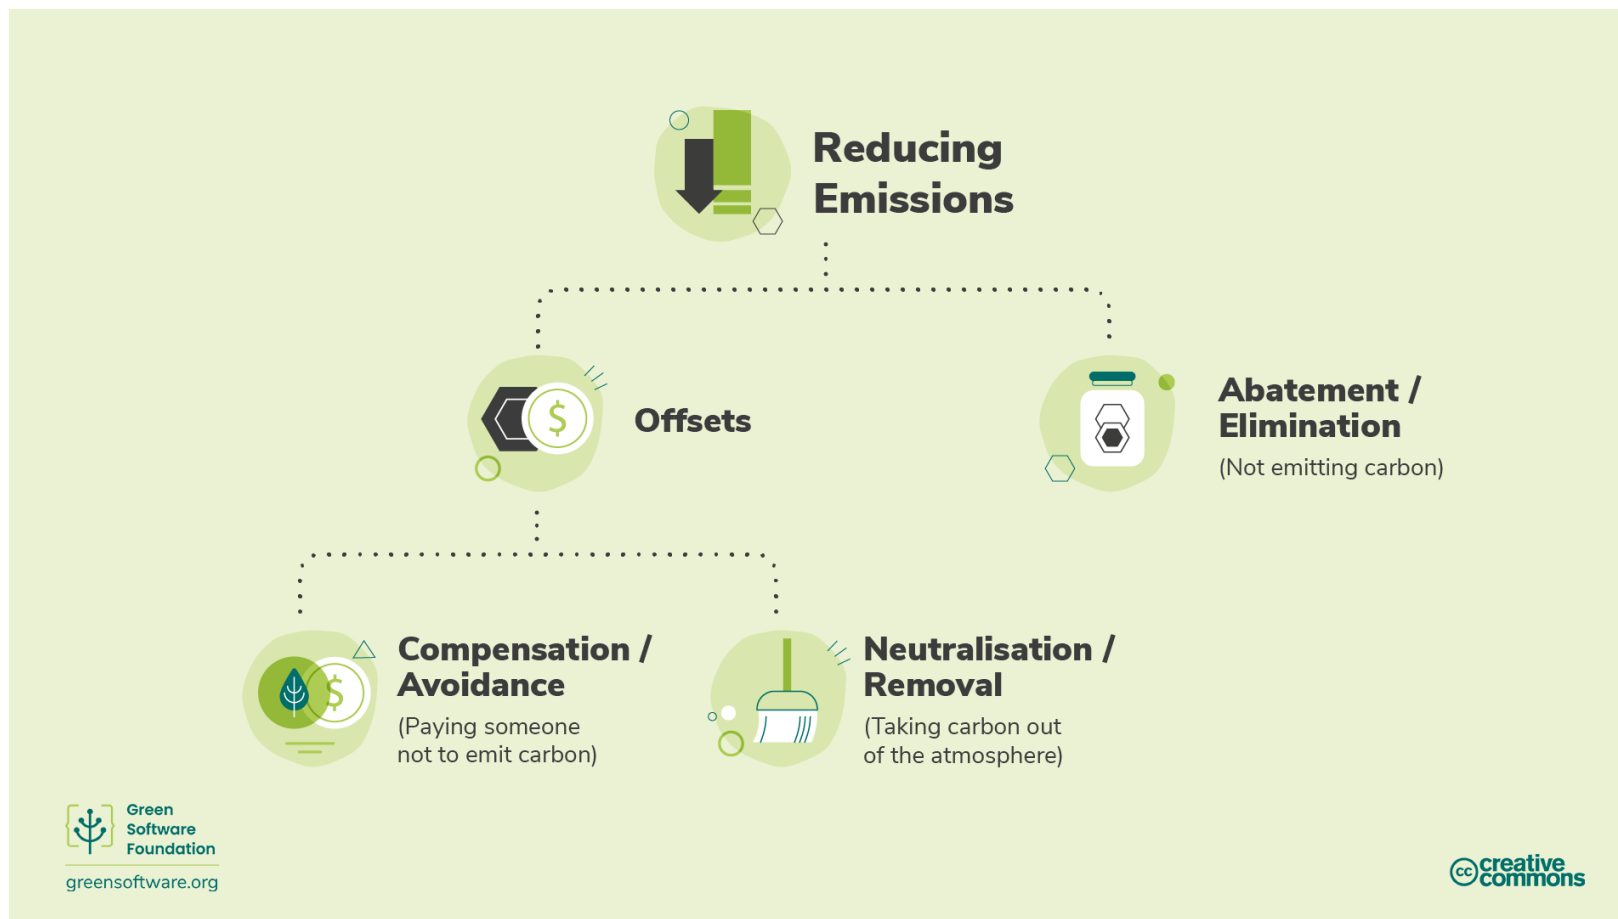 Reducing
Emissions
$
Offsets
Abatement /
Elimination
(Not emitting carbon)
$
Compensation /
Avoidance
(Paying someone
not to emit carbon)
Neutralisation /
Removal
(Taking carbon out
of the atmosphere)
Green
Software
Foundation
greensoftware.org
cc creative
commons